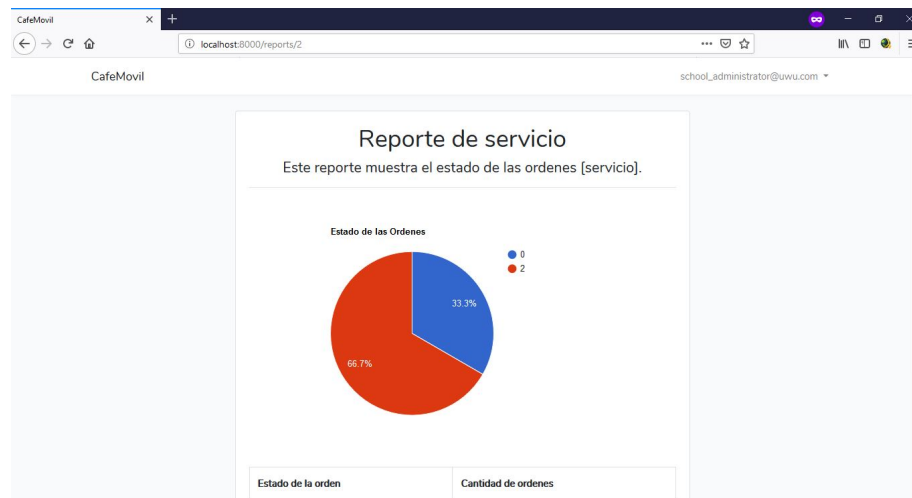 CafeMovil
localhost:8000/reports/2
CafeMovil
school_administrator@uwu.com
Reporte de servicio
Este reporte muestra el estado de las ordenes [servicio].
Estado de las Ordenes
0
2
33.3%
66.7%
Estado de la orden Cantidad de ordenes